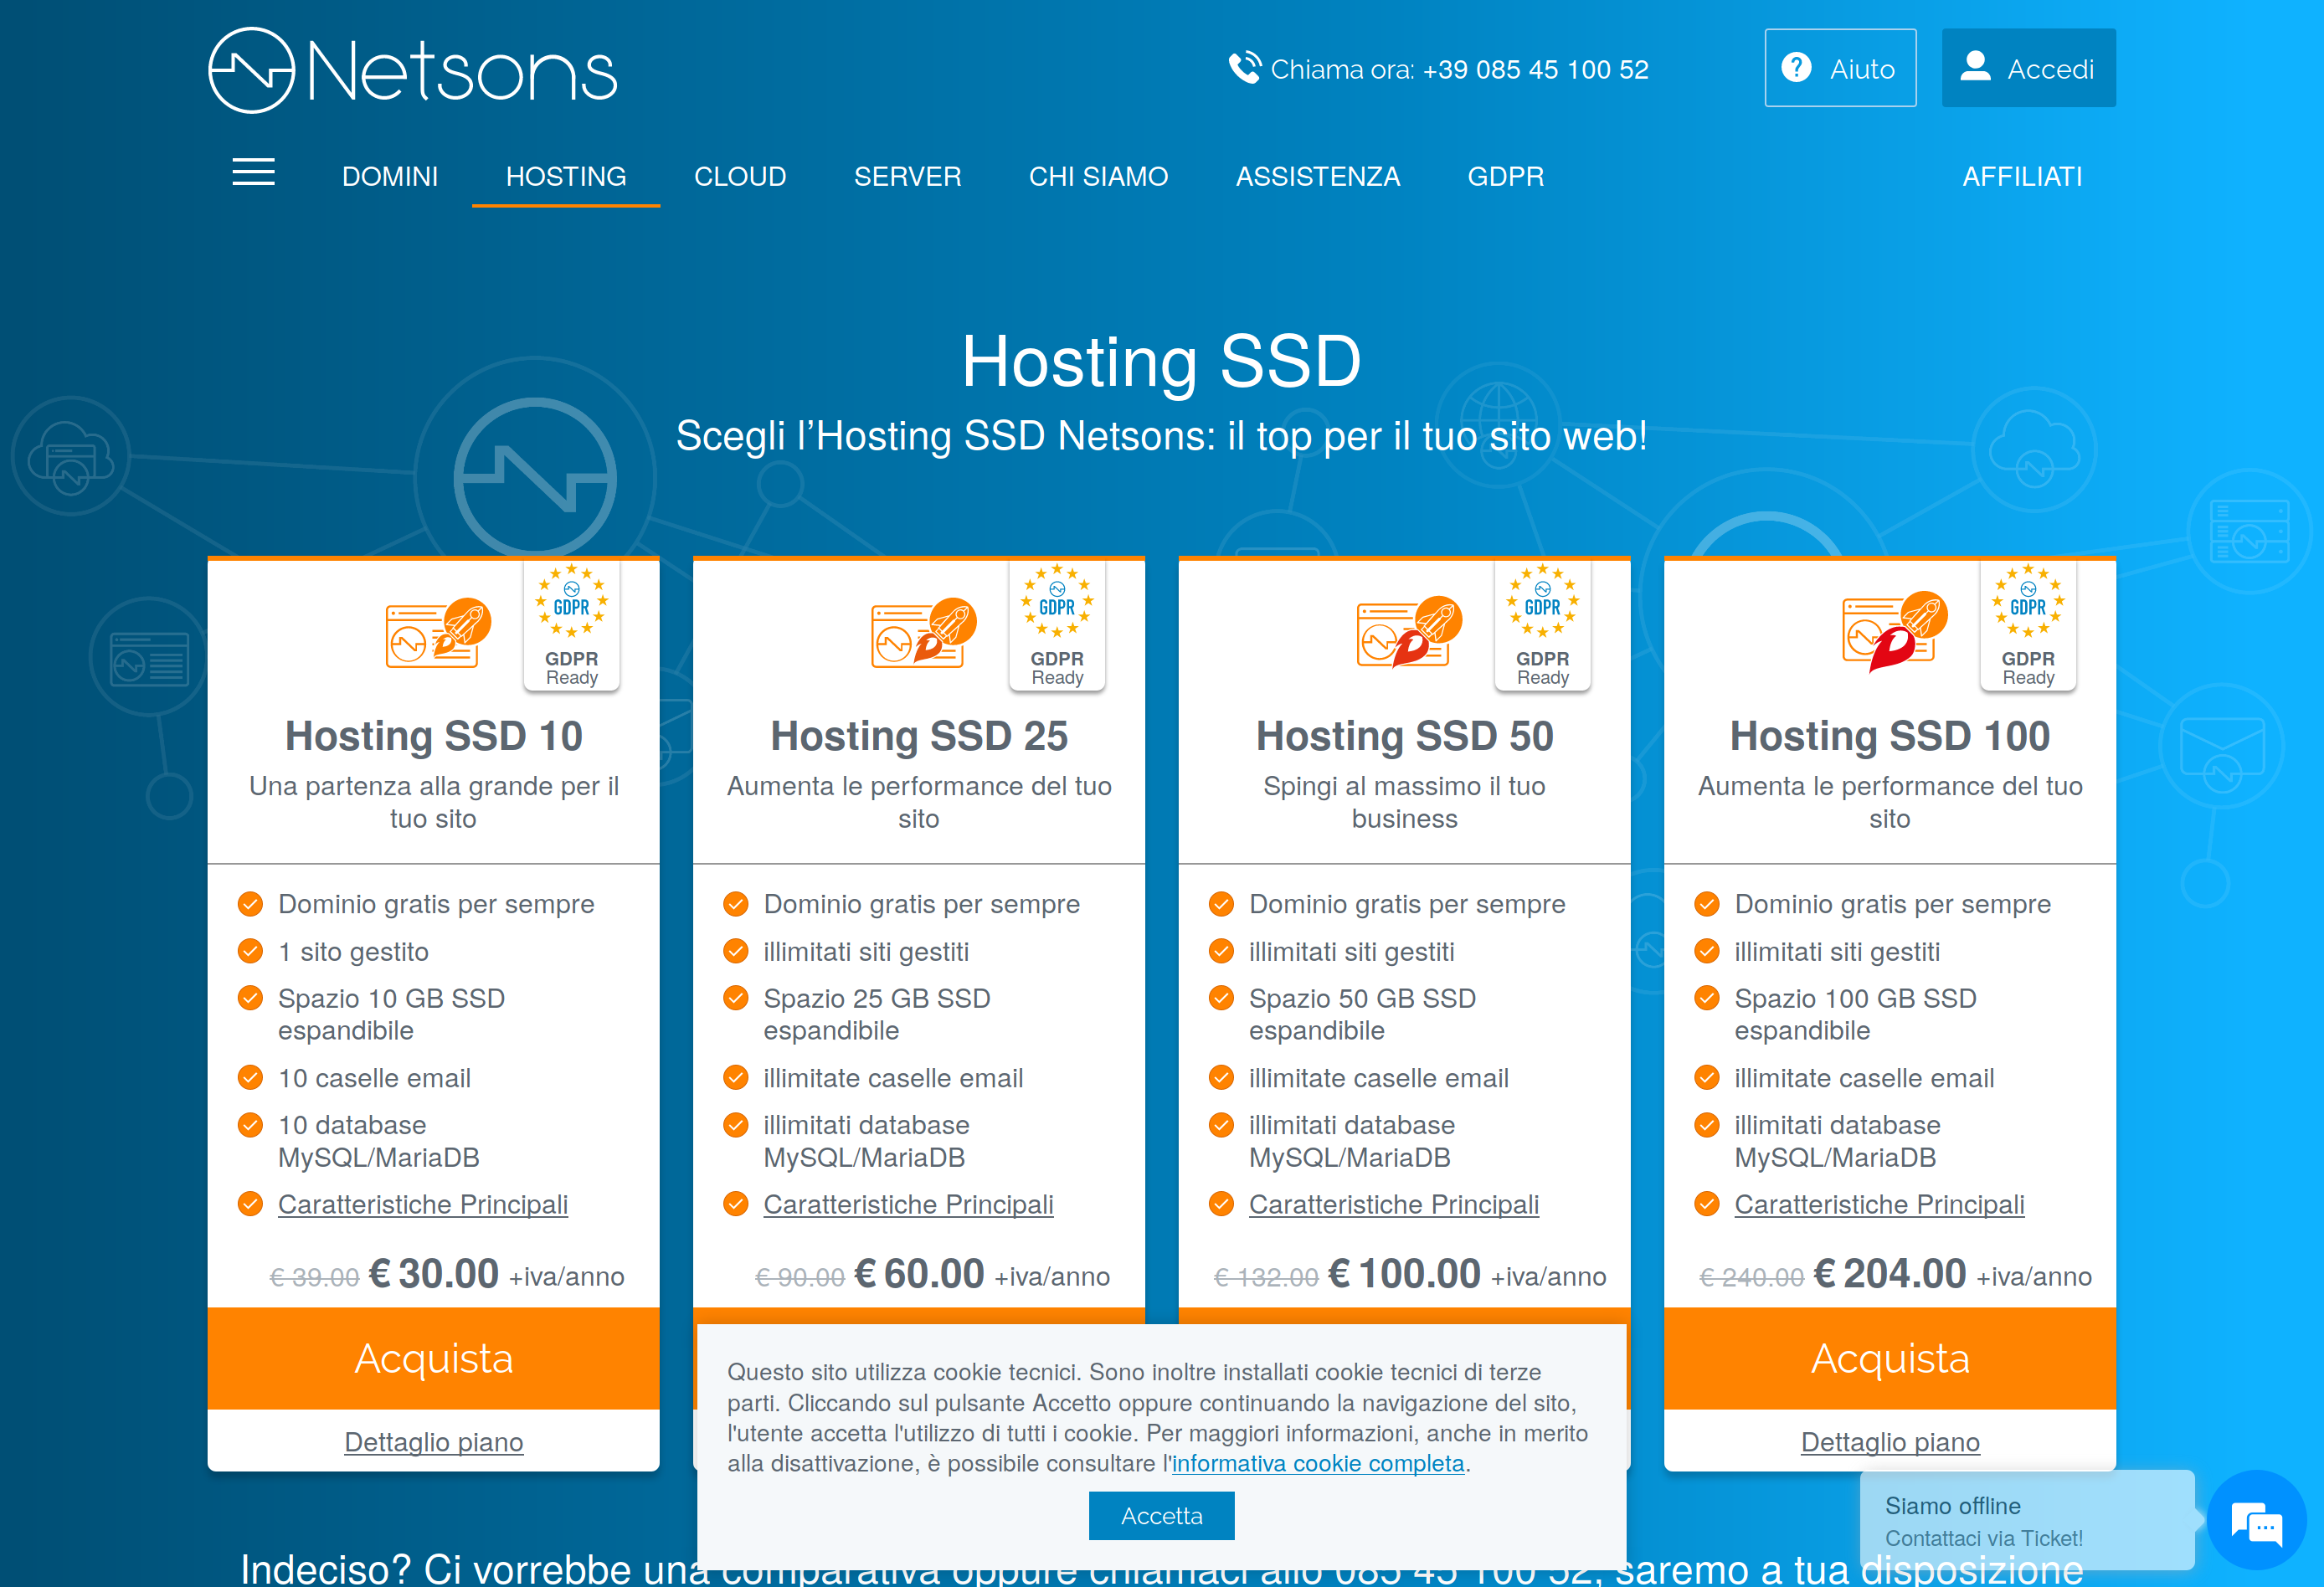 Netsons
Chiama ora: +39 085 45 100 52
Aiuto
Accedi
DOMINI
HOSTING
CLOUD
SERVER
CHI SIAMO
ASSISTENZA
GDPR
AFFILIATI
Hosting SSD
Scegli l’Hosting SSD Netsons: il top per il tuo sito web!
GDPR
GDPR
Ready
Hosting SSD 10
Una partenza alla grande per il
tuo sito
Dominio gratis per sempre
1 sito gestito
Spazio 10 GB SSD
espandibile
10 caselle email
10 database
MySQL/MariaDB
Caratteristiche Principali
€ 39.00 € 30.00 +iva/anno
Acquista
Dettaglio piano
GDPR
GDPR
Ready
Hosting SSD 25
Aumenta le performance del tuo
sito
Dominio gratis per sempre
illimitati siti gestiti
Spazio 25 GB SSD
espandibile
illimitate caselle email
illimitati database
MySQL/MariaDB
Caratteristiche Principali
€ 90.00 € 60.00 +iva/anno
GDPR
GDPR
Ready
Hosting SSD 50
Spingi al massimo il tuo
business
Dominio gratis per sempre
illimitati siti gestiti
Spazio 50 GB SSD
espandibile
illimitate caselle email
illimitati database
MySQL/MariaDB
Caratteristiche Principali
€ 132.00 € 100.00 +iva/anno
GDPR
GDPR
Ready
Hosting SSD 100
Aumenta le performance del tuo
sito
Dominio gratis per sempre
illimitati siti gestiti
Spazio 100 GB SSD
espandibile
illimitate caselle email
illimitati database
MySQL/MariaDB
Caratteristiche Principali
€ 240.00 € 204.00 +iva/anno
Acquista
Dettaglio piano
Questo sito utilizza cookie tecnici. Sono inoltre installati cookie tecnici di terze
parti. Cliccando sul pulsante Accetto oppure continuando la navigazione del sito,
l'utente accetta l'utilizzo di tutti i cookie. Per maggiori informazioni, anche in merito
alla disattivazione, è possibile consultare l'informativa cookie completa.
Accetta
Siamo offline
Contattaci via Ticket!
Indeciso? Ci vorrebbe una comparativa oppure chiamaci allo 085 45 100 52, saremo a tua disposizione